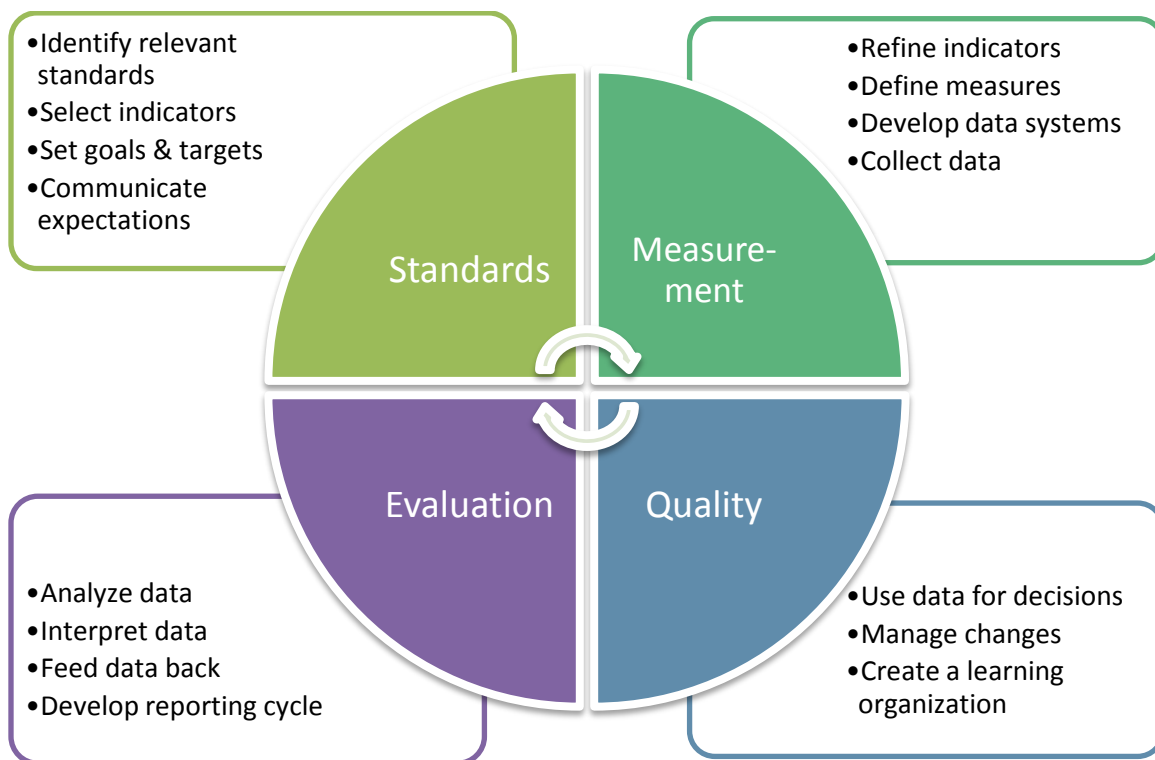 •Identify relevant
standards
•Select indicators
•Set goals & targets
•Communicate
expectations
•Refine indicators
•Define measures
•Develop data systems
•Collect data
Standards
Measure-
ment
Evaluation
Quality
•Analyze data
•Interpret data
•Feed data back
•Develop reporting cycle
•Use data for decisions
•Manage changes
•Create a learning
organization